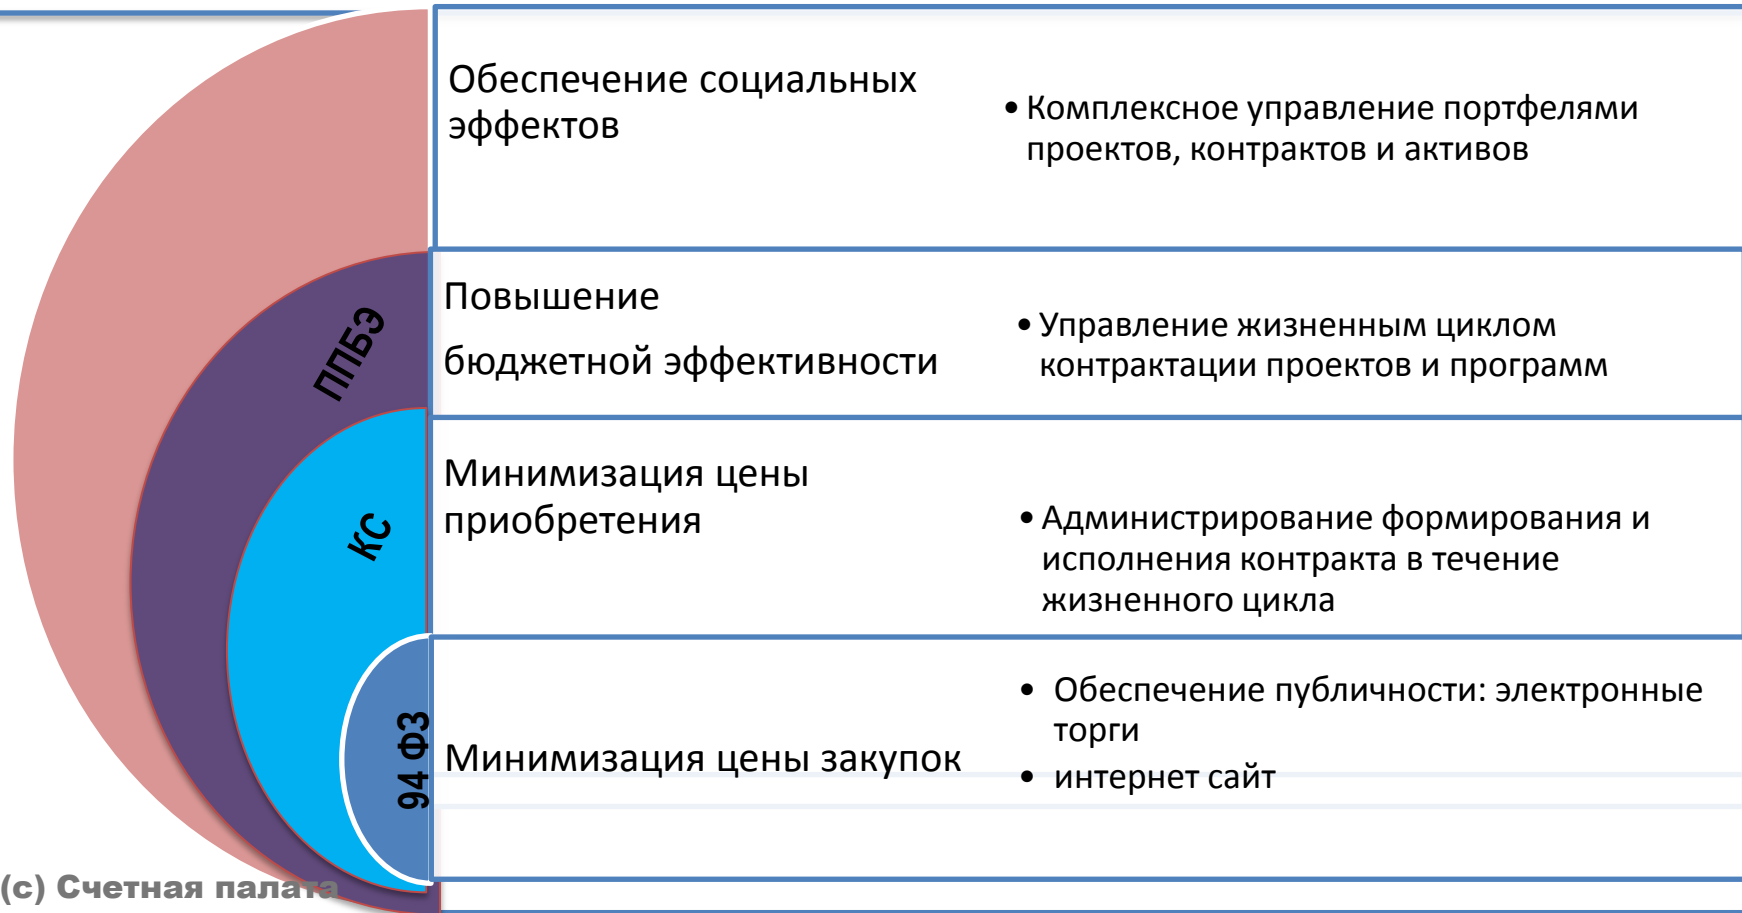 Обеспечение социальных
эффектов
• Комплексное управление портфелями
проектов, контрактов и активов
ППБЭ
Повышение
бюджетной эффективности
• Управление жизненным циклом
контрактации проектов и программ
КС
Минимизация цены
приобретения
• Администрирование формирования и
исполнения контракта в течение
жизненного цикла
94 ФЗ
Минимизация цены закупок
• Обеспечение публичности: электронные
торги
• интернет сайт
(с) Счетная палата